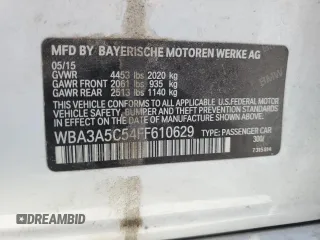 MFD BY BAYERISCHE MOTOREN WERKE AG
05/15
GVWR 4453 lbs 2020 kg
GAWR FRONT 2061 lbs 935 kg
GAWR REAR 2513 lbs 1140 kg
BMW
THIS VEHICLE CONFORMS TO ALL APPLICABLE
U.S. FEDERAL MOTOR VEHICLE SAFETY, BUMPER
AND THEFT PREVENTION STANDARDS IN EFFECT
ON THE DATE OF MANUFACTURE SHOWN ABOVE
WBA3A5C54FF610629 TYPE: PASSENGER CAR